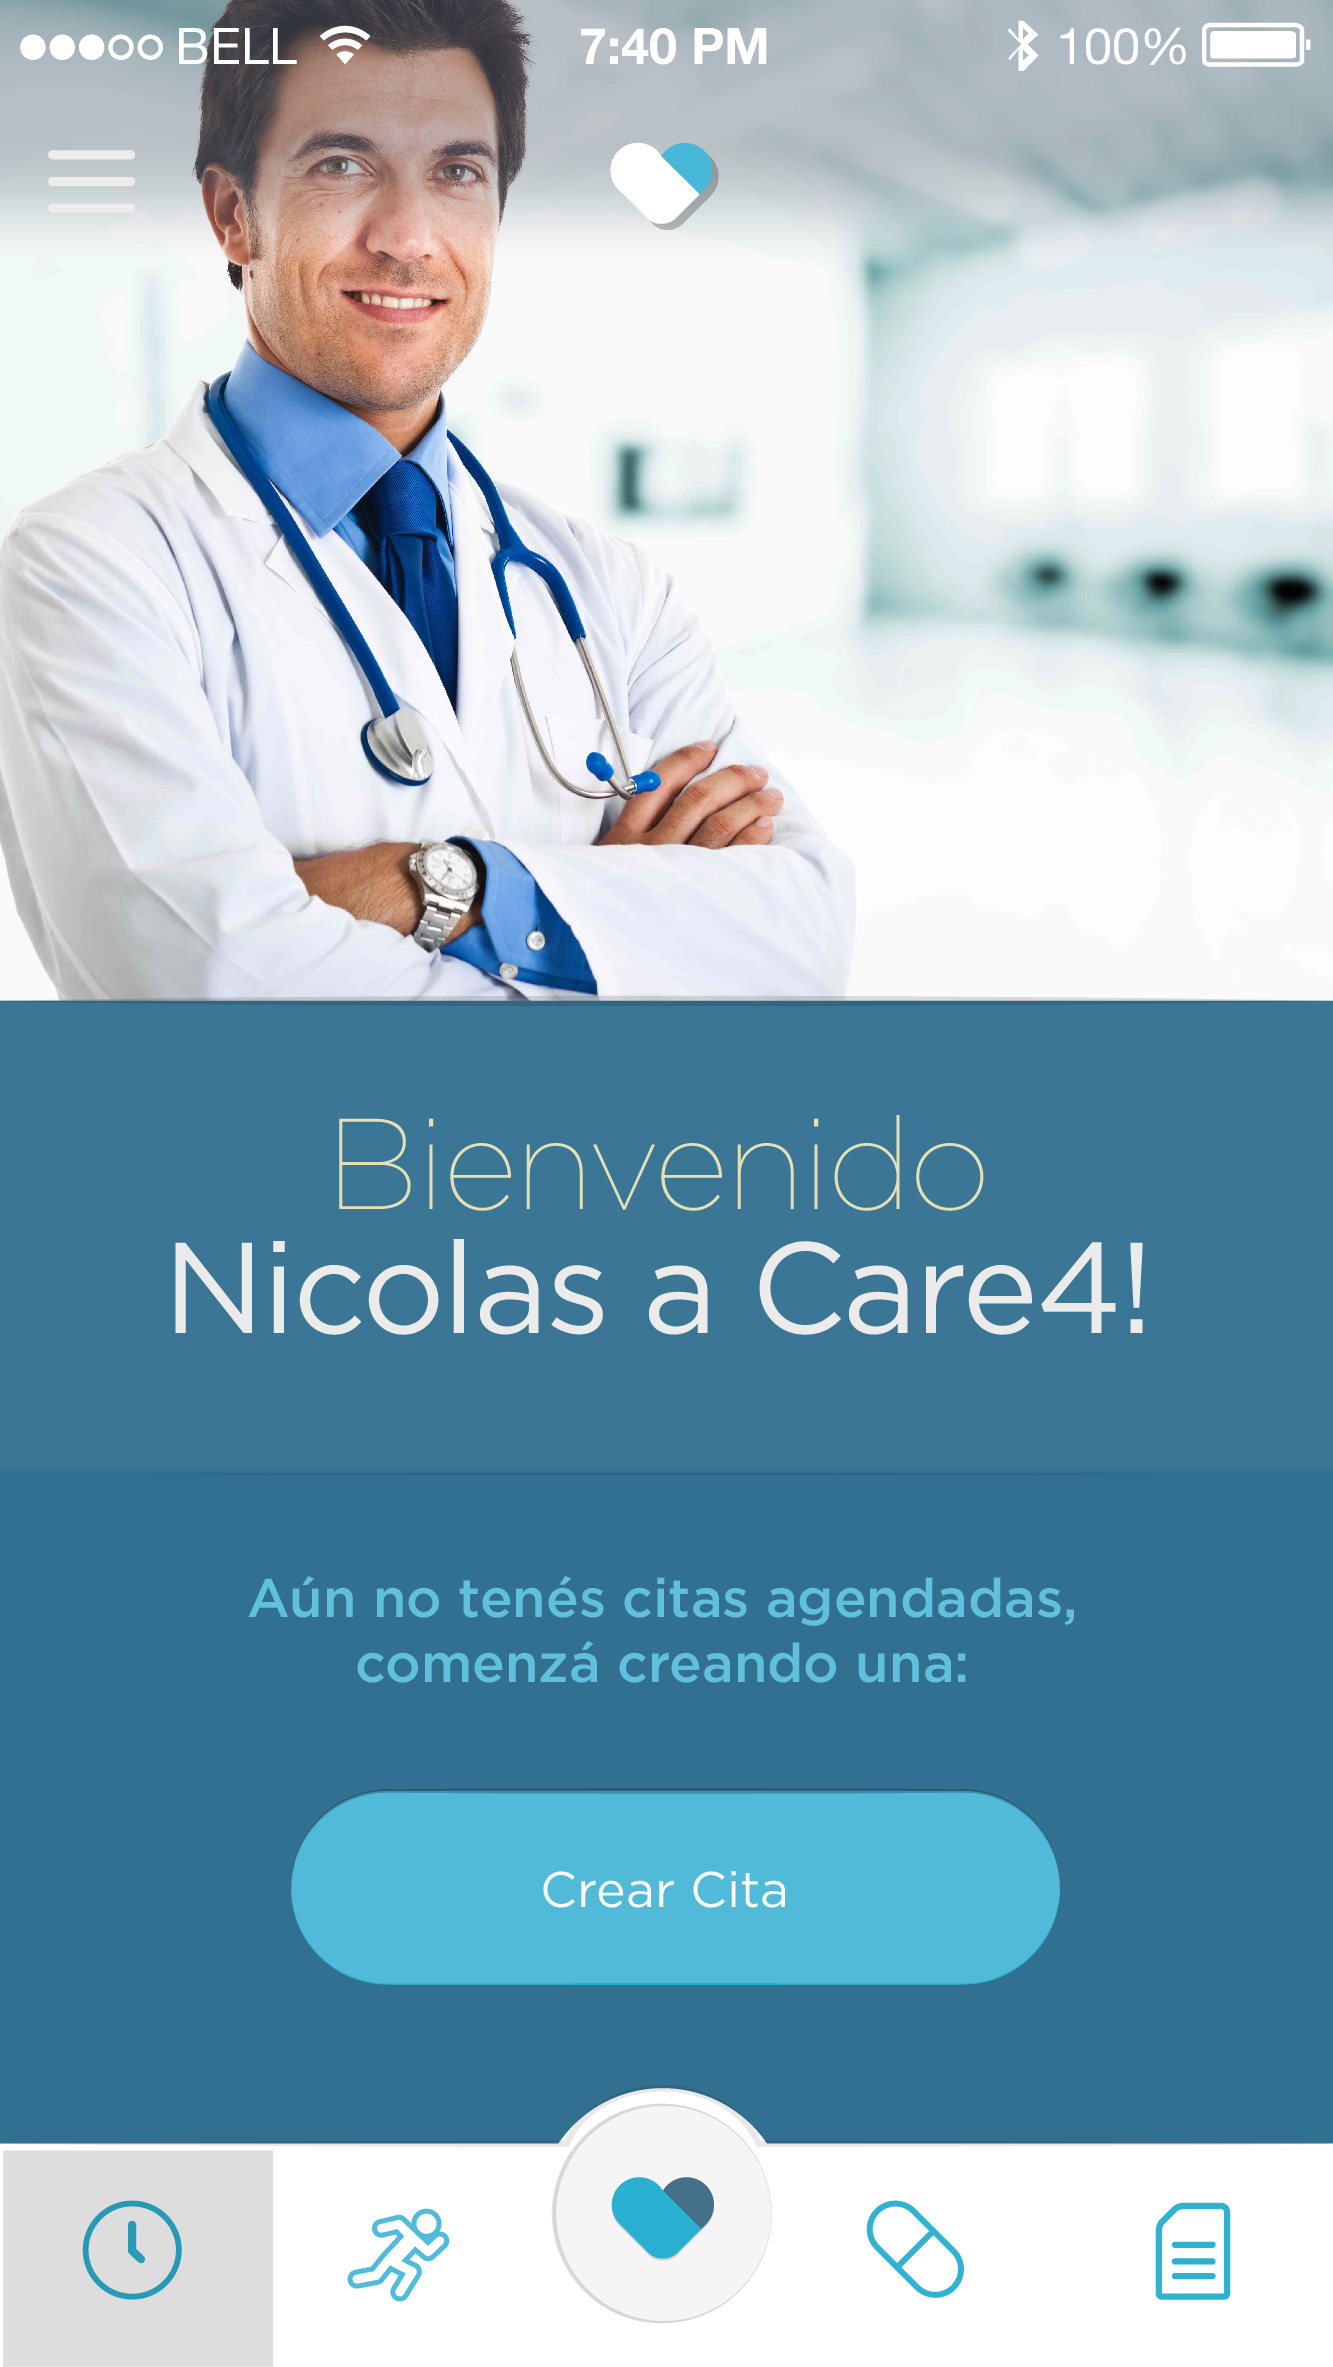 BELL 7:40 PM 100%
Bienvenido
Nicolas a Care4!
Aún no tenés citas agendadas,
comenzá creando una:
Crear Cita